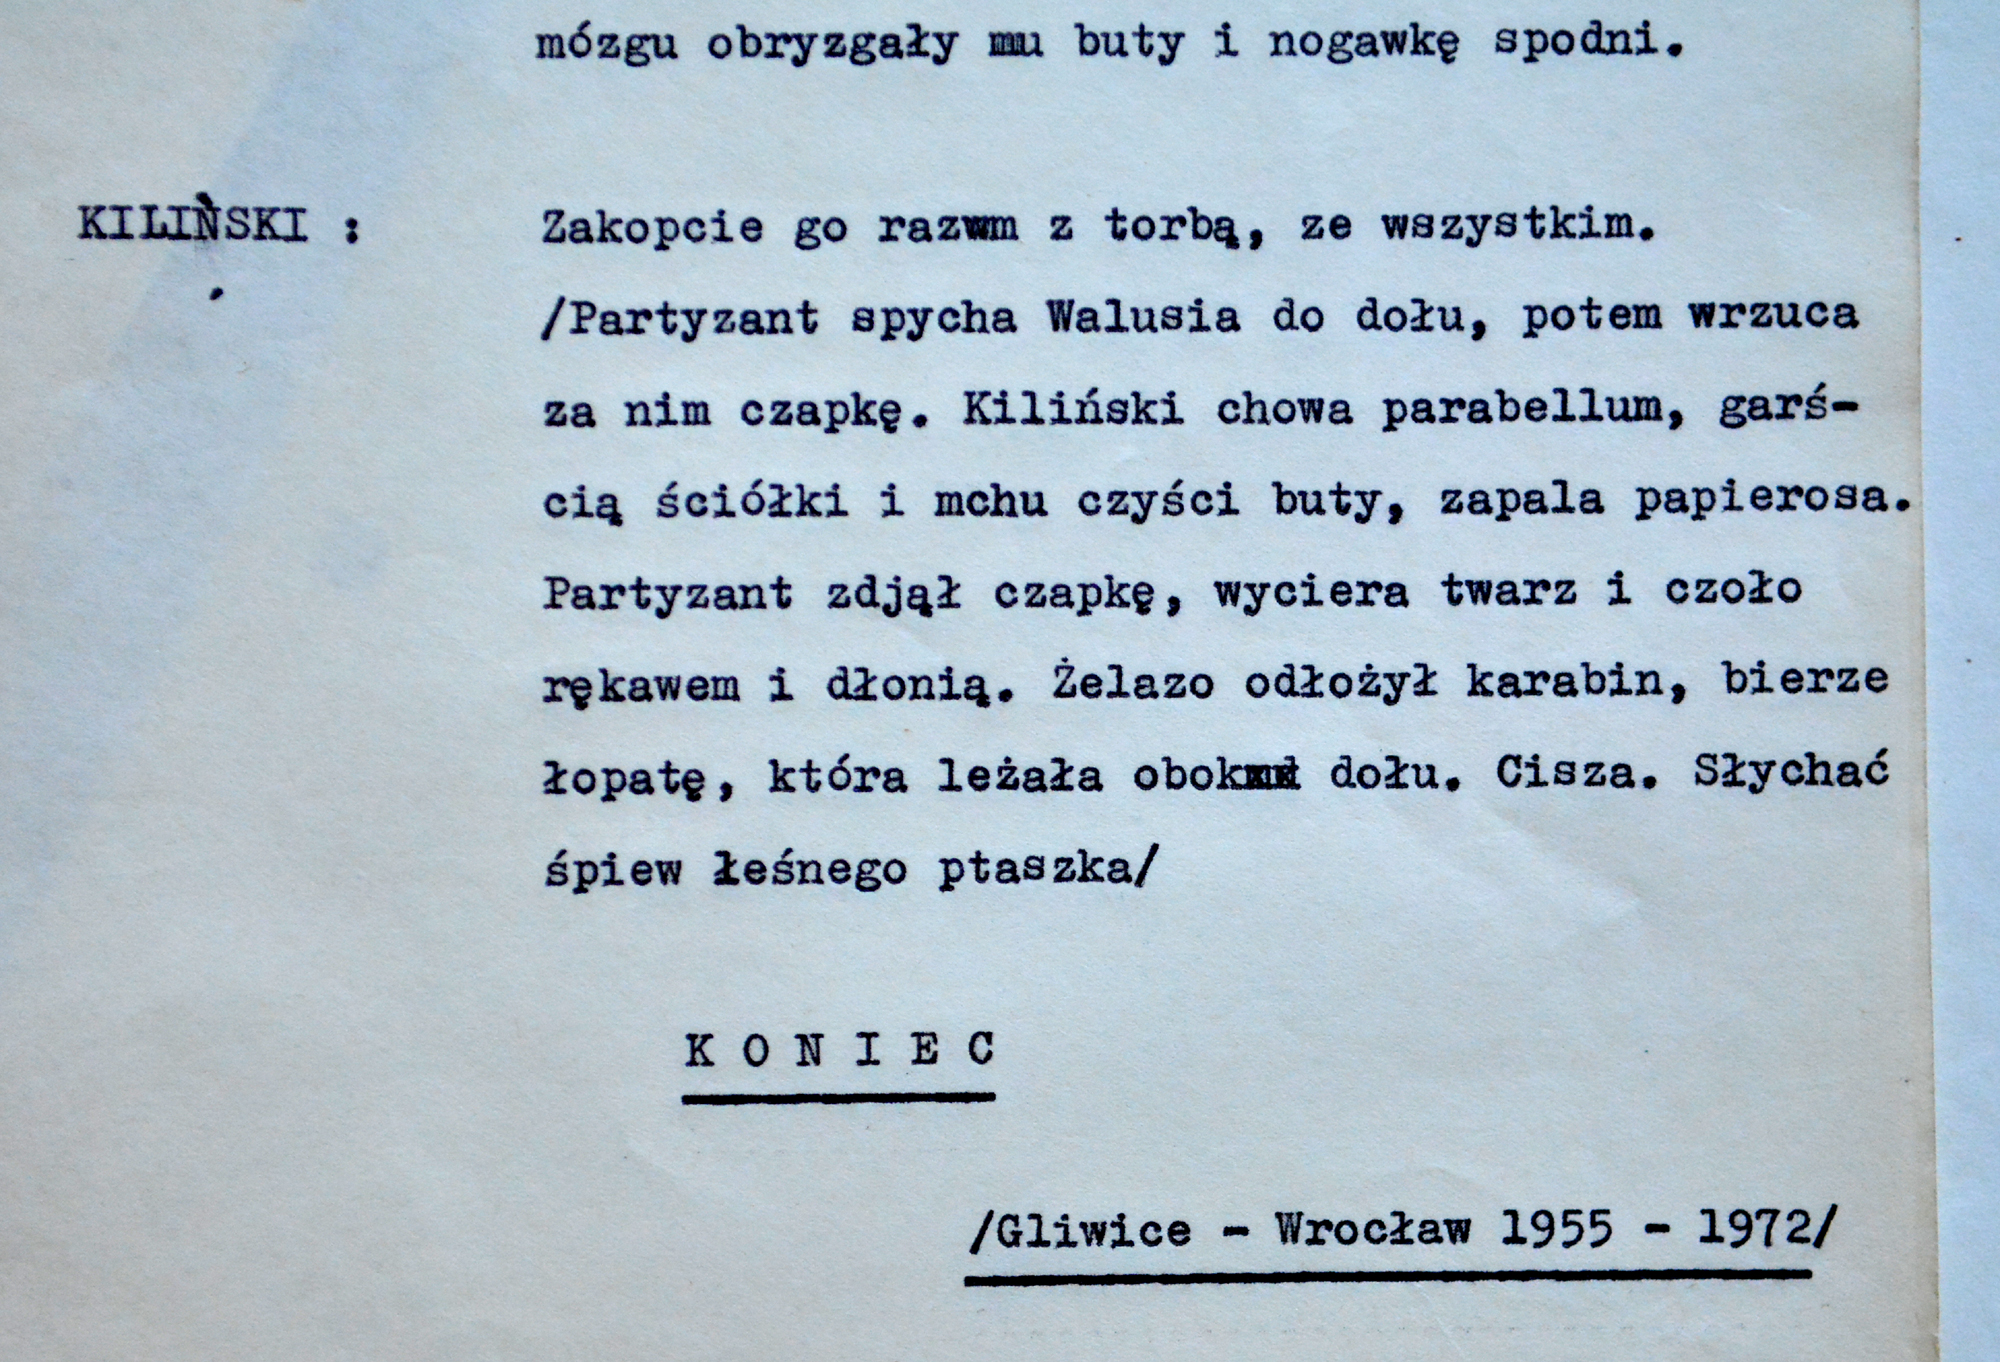 mózgu obryzgały mu buty i nogawkę spodni.
KILIŃSKI : Zakopcie go razwm z torbą, ze wszystkim.
/Partyzant spycha Walusia do dołu, potem wrzuca
za nim czapkę. Kiliński chowa parabellum, garś-
cią ściółki i mchu czyści buty, zapala papierosa.
Partyzant zdjął czapkę, wyciera twarz i czoło
rękawem i dłonią. Żelazo odłożył karabin, bierze
łopatę, która leżała obok dołu. Cisza. Słychać
śpiew łeśnego ptaszka/
K O N I E C
/Gliwice - Wrocław 1955 - 1972/